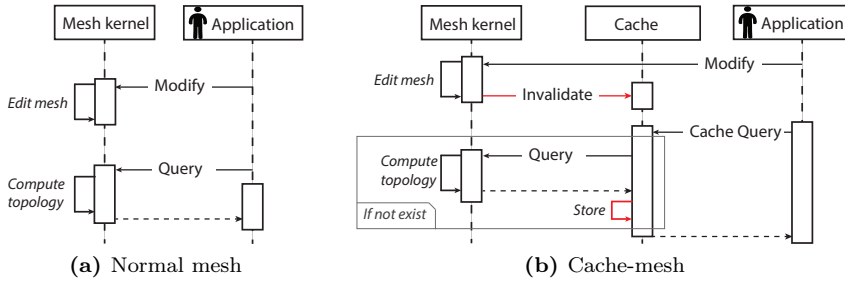 Mesh kernel
Application
Modify
Edit mesh
Query
Compute
topology
(a) Normal mesh
Mesh kernel
Cache
Application
Modify
Edit mesh
Invalidate
Cache Query
Query
Compute
topology
Store
If not exist
(b) Cache-mesh